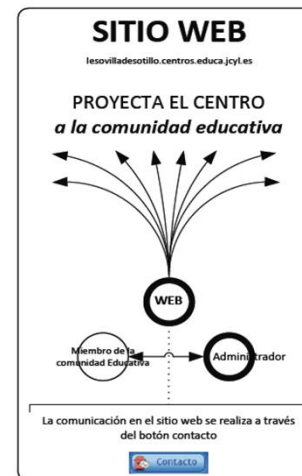 SITIO WEB
Iesovilladesotillo.centros.educa.jcyl.es
PROYECTA EL CENTRO
a la comunidad educativa
WEB
Miembro de la
comunidad Educativa
Administrador
La comunicación en el sitio web se realiza a través
del botón contacto
Contacto